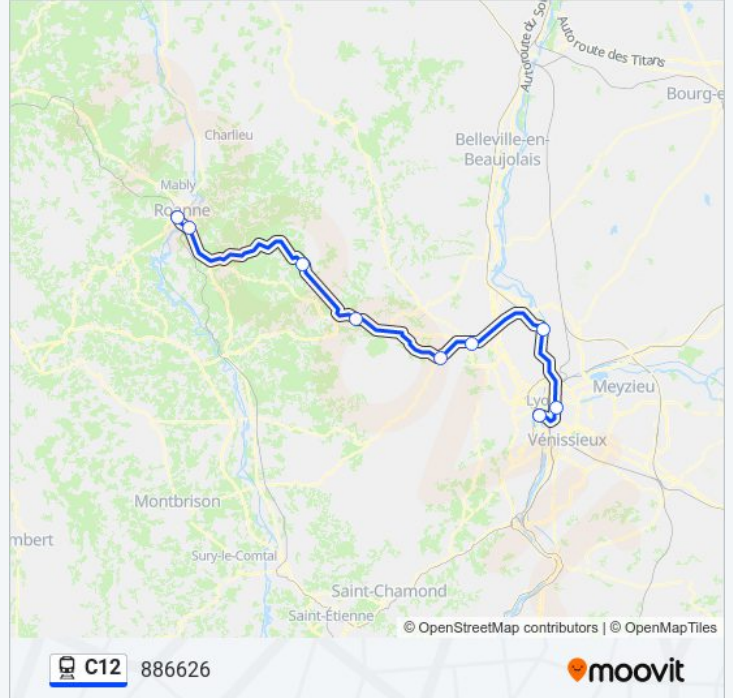 Autoroute du Sol
Autoroute des Titans
Bourg-e
Charlieu
Belleville-en-
Beaujolais
Mably
Roanne
Meyzieu
Lyo
Vénissieux
Montbrison
mbert
Sury-le-Comtal
Saint-Chamond
Saint-Étienne
© OpenStreetMap contributors | © OpenMapTiles
C12 886626
moovit